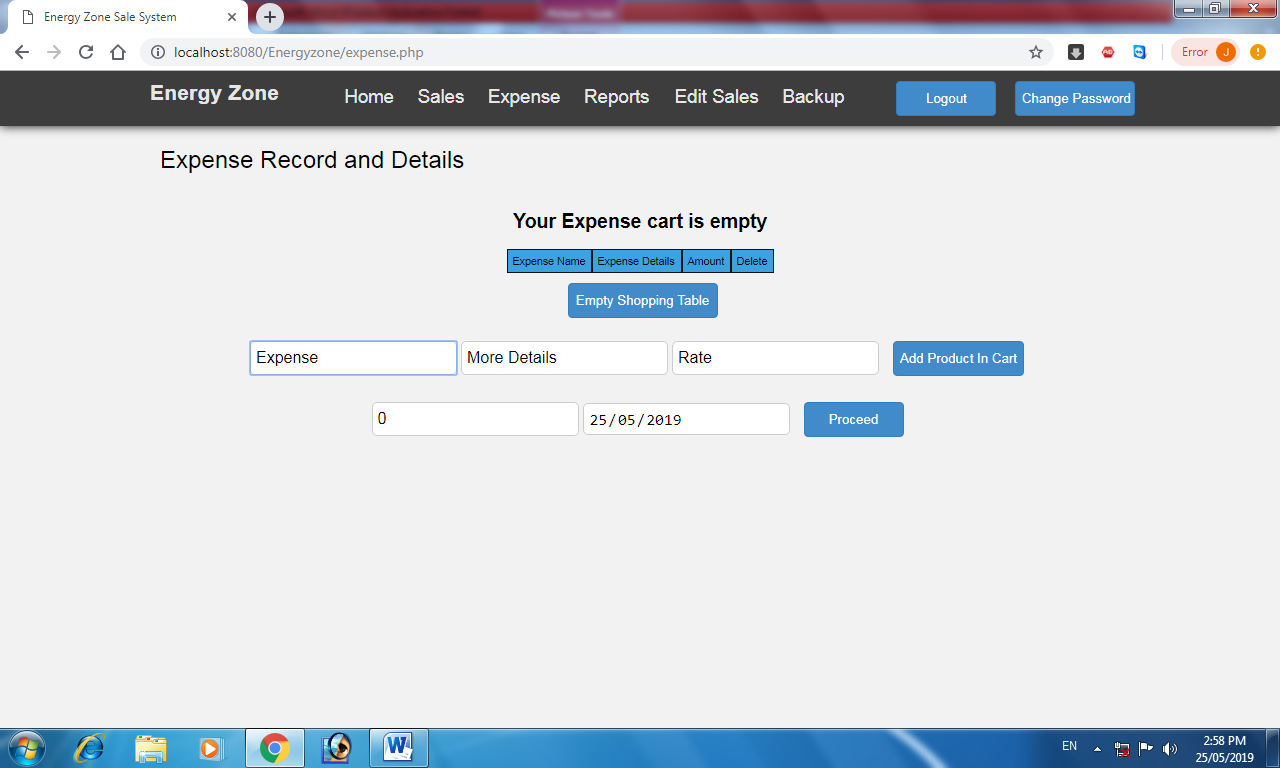 Energy Zone Sale System
localhost:8080/Energyzone/expense.php
Error J
Energy Zone Home Sales Expense Reports Edit Sales Backup Logout Change Password
Expense Record and Details
Your Expense cart is empty
Expense Name Expense Details Amount Delete
Empty Shopping Table
Expense More Details Rate Add Product In Cart
0 25/05/2019 Proceed
EN
2:58 PM
25/05/2019